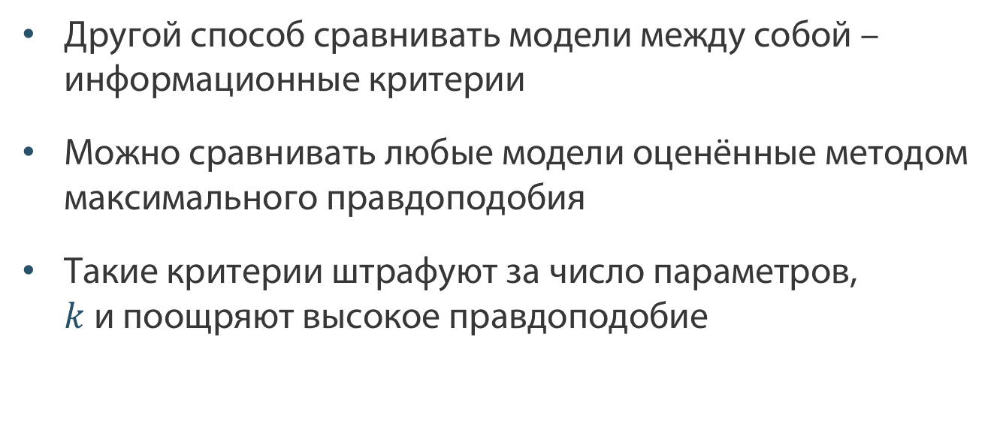 • Другой способ сравнивать модели между собой –
информационные критерии
• Можно сравнивать любые модели оценённые методом
максимального правдоподобия
• Такие критерии штрафуют за число параметров,
k и поощряют высокое правдоподобие